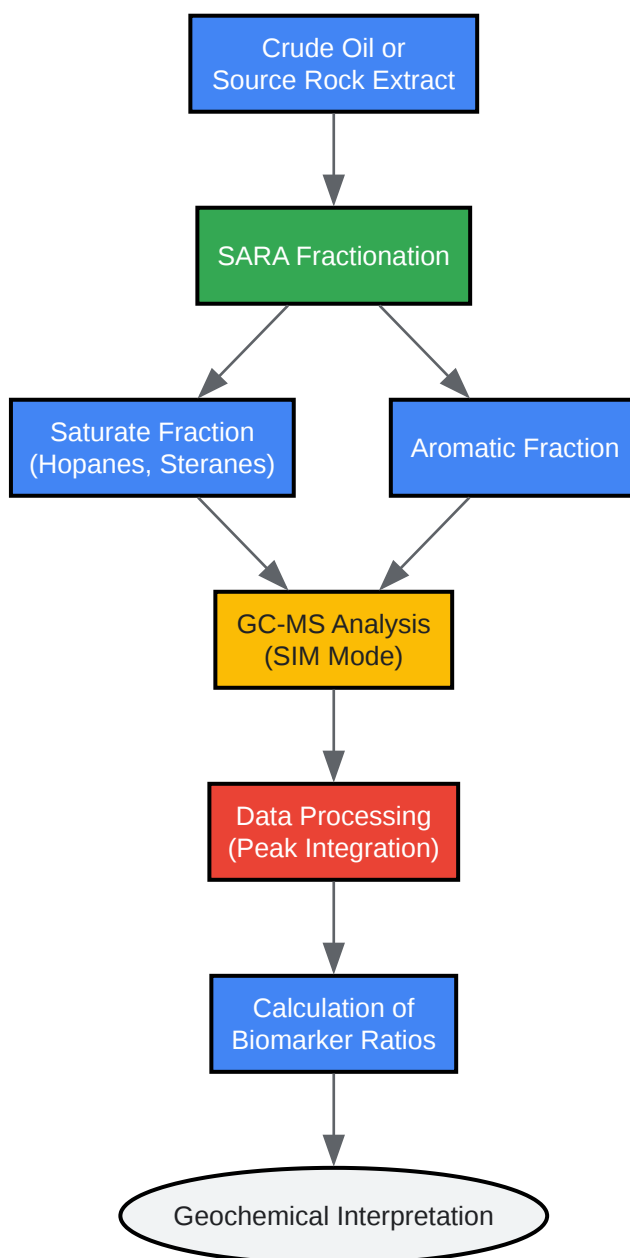 Crude Oil or
Source Rock Extract
SARA Fractionation
Saturate Fraction
(Hopanes, Steranes)
Aromatic Fraction
GC-MS Analysis
(SIM Mode)
Data Processing
(Peak Integration)
Calculation of
Biomarker Ratios
Geochemical Interpretation